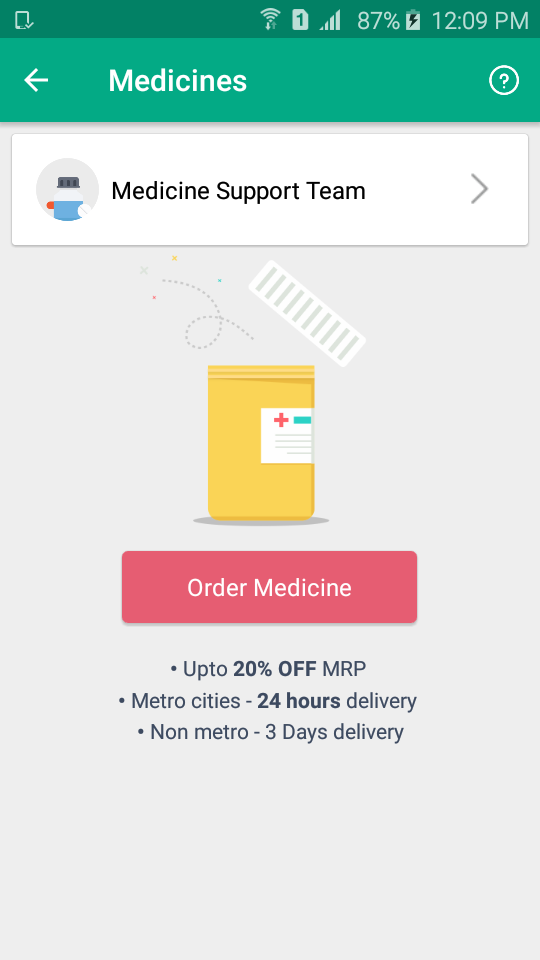 1 87% 12:09 PM
Medicines
Medicine Support Team
Order Medicine
• Upto 20% OFF MRP
• Metro cities - 24 hours delivery
• Non metro - 3 Days delivery